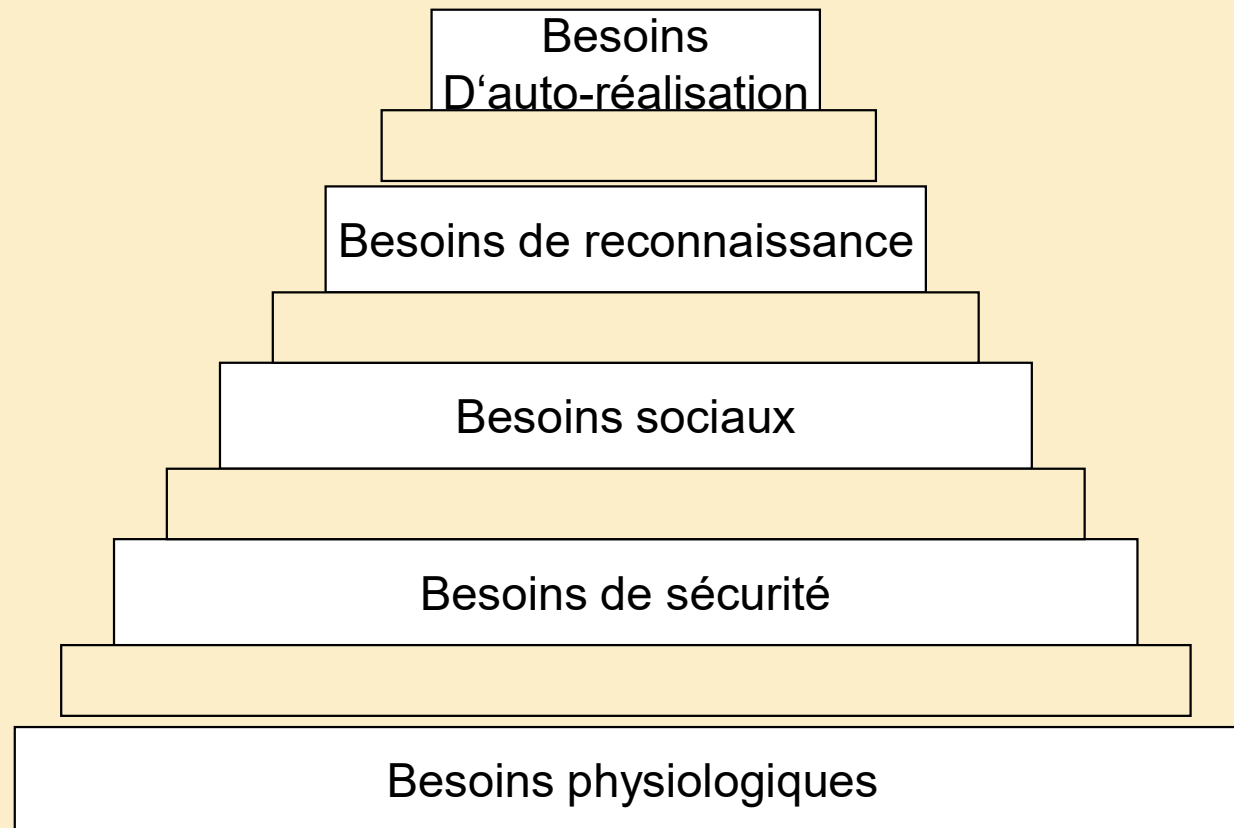 Besoins
D‘auto-réalisation
Besoins de reconnaissance
Besoins sociaux
Besoins de sécurité
Besoins physiologiques